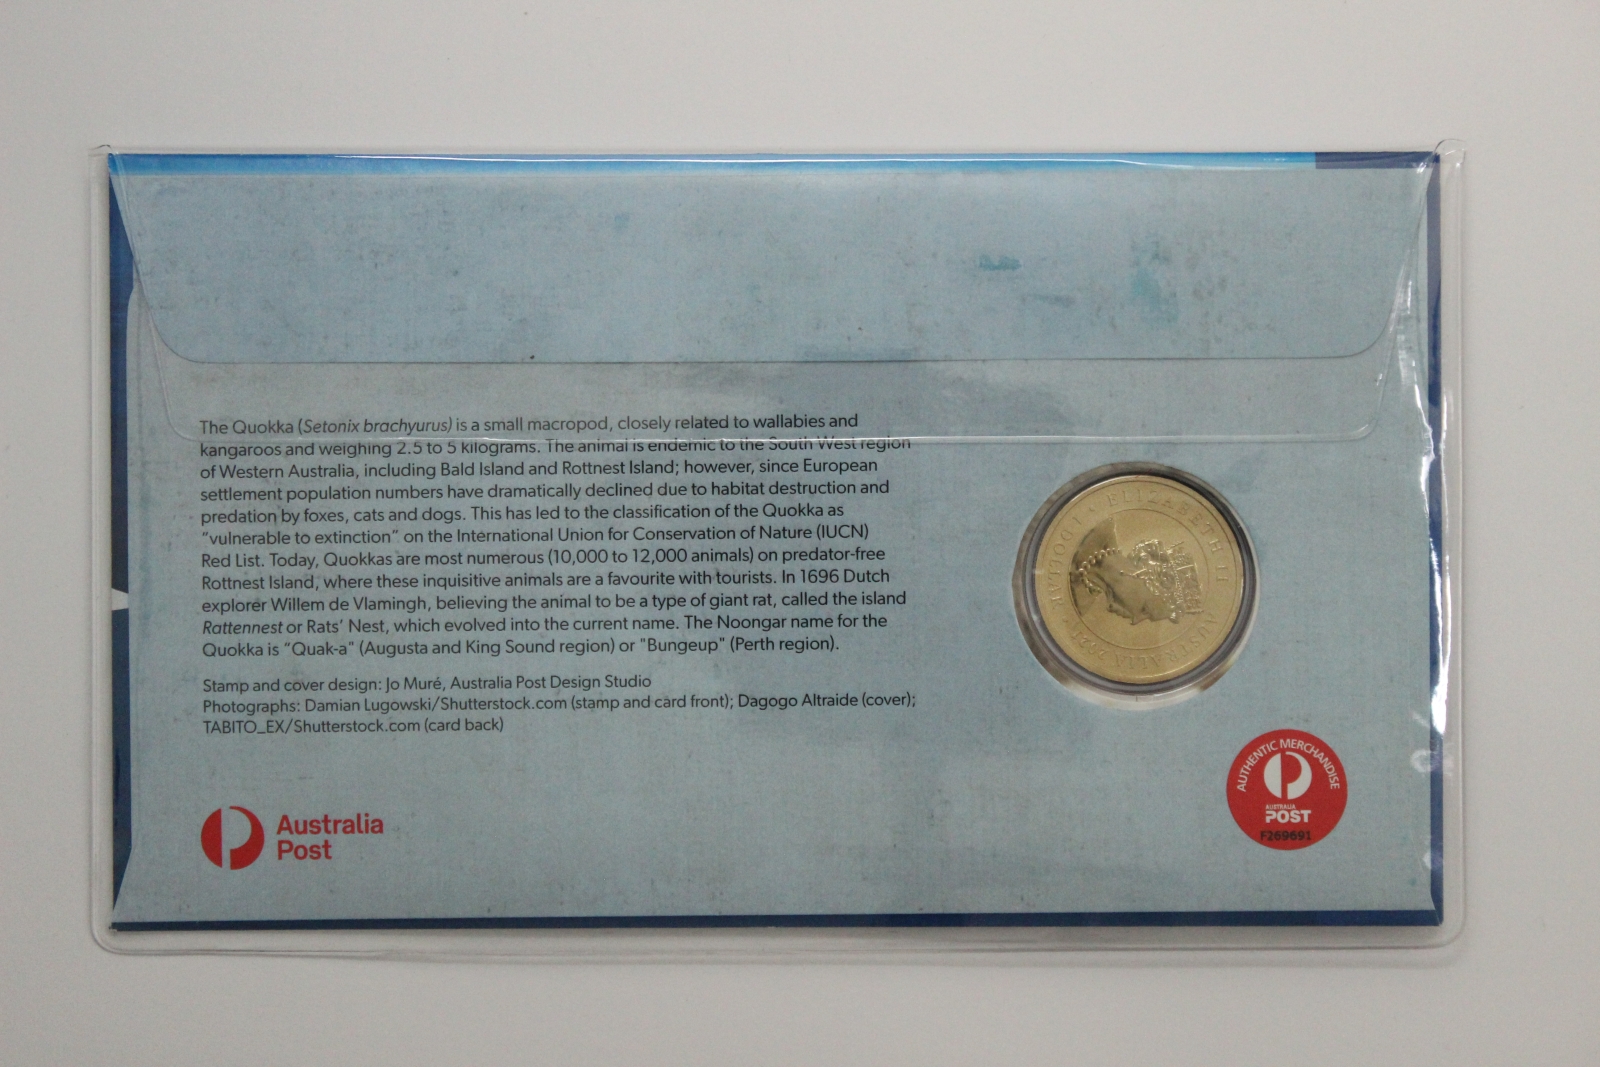 The Quokka (Setonix brachyurus) is a small macropod, closely related to wallabies and
kangaroos and weighing 2.5 to 5 kilograms. The animal is endemic to the South West region
of Western Australia, including Bald Island and Rottnest Island; however, since European
settlement population numbers have dramatically declined due to habitat destruction and
predation by foxes, cats and dogs. This has led to the classification of the Quokka as
"vulnerable to extinction" on the International Union for Conservation of Nature (IUCN)
Red List. Today, Quokkas are most numerous (10,000 to 12,000 animals) on predator-free
Rottnest Island, where these inquisitive animals are a favourite with tourists. In 1696 Dutch
explorer Willem de Vlamingh, believing the animal to be a type of giant rat, called the island
Rattennest or Rats' Nest, which evolved into the current name. The Noongar name for the
Quokka is "Quak-a" (Augusta and King Sound region) or "Bungeup" (Perth region).
Stamp and cover design: Jo Muré, Australia Post Design Studio
Photographs: Damian Lugowski/Shutterstock.com (stamp and card front); Dagogo Altraide (cover);
TABITO_EX/Shutterstock.com (card back)
ELIZABETH II
AUSTRALIA 2021
1 DOLLAR
Australia
Post
AUTHENTIC MERCHANDISE
AUSTRALIA
POST
F269691